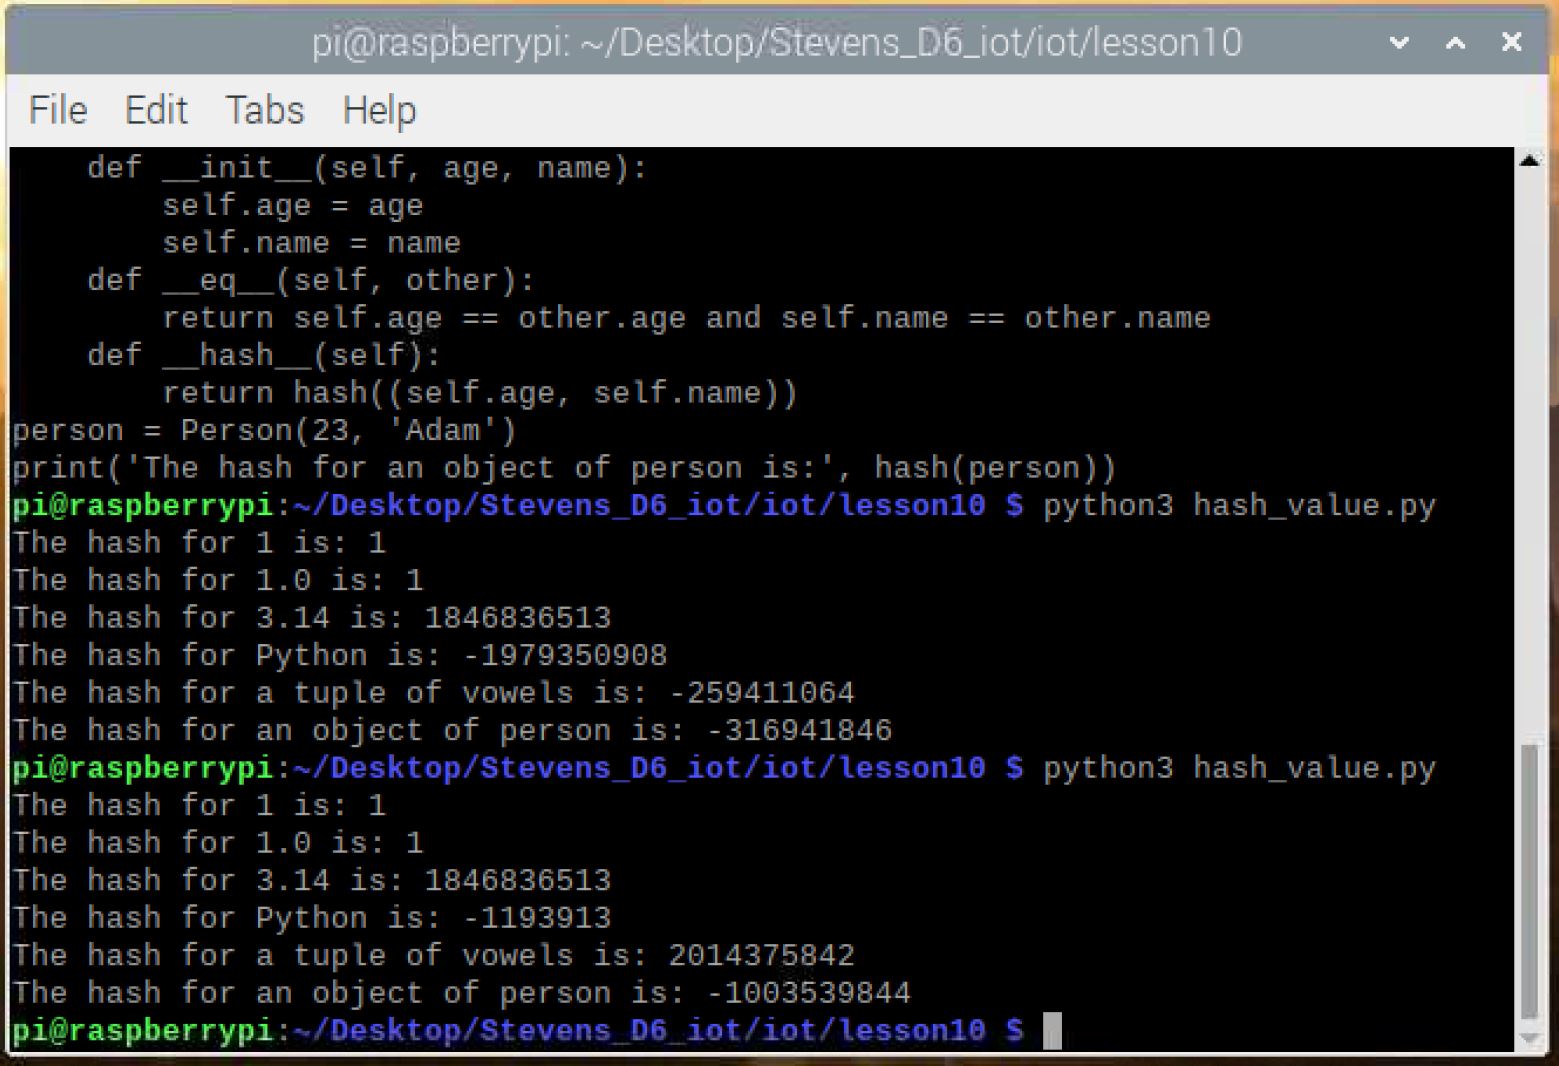 pi@raspberrypi: ~/Desktop/Stevens_D6_iot/iot/lesson10
File Edit Tabs Help
    def __init__(self, age, name):
        self.age = age
        self.name = name
    def __eq__(self, other):
        return self.age == other.age and self.name == other.name
    def __hash__(self):
        return hash((self.age, self.name))
person = Person(23, 'Adam')
print('The hash for an object of person is:', hash(person))
pi@raspberrypi:~/Desktop/Stevens_D6_iot/iot/lesson10 $ python3 hash_value.py
The hash for 1 is: 1
The hash for 1.0 is: 1
The hash for 3.14 is: 1846836513
The hash for Python is: -1979350908
The hash for a tuple of vowels is: -259411064
The hash for an object of person is: -316941846
pi@raspberrypi:~/Desktop/Stevens_D6_iot/iot/lesson10 $ python3 hash_value.py
The hash for 1 is: 1
The hash for 1.0 is: 1
The hash for 3.14 is: 1846836513
The hash for Python is: -1193913
The hash for a tuple of vowels is: 2014375842
The hash for an object of person is: -1003539844
pi@raspberrypi:~/Desktop/Stevens_D6_iot/iot/lesson10 $